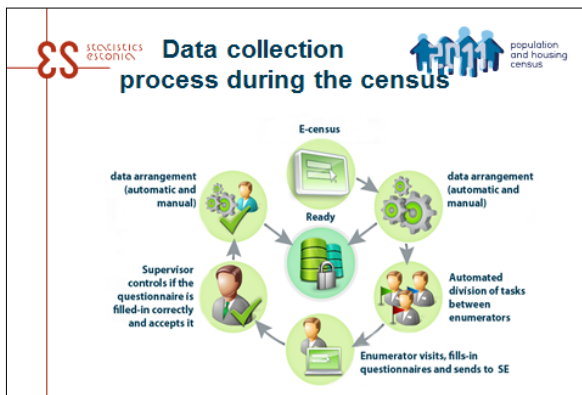 statistics
estonia
Data collection
process during the census
2011
population
and housing
census
E-census
data arrangement
(automatic and
manual)
data arrangement
(automatic and
manual)
Ready
Supervisor
controls if the
questionnaire is
filled-in correctly
and accepts it
Automated
division of tasks
between
enumerators
Enumerator visits, fills-in
questionnaires and sends to SE